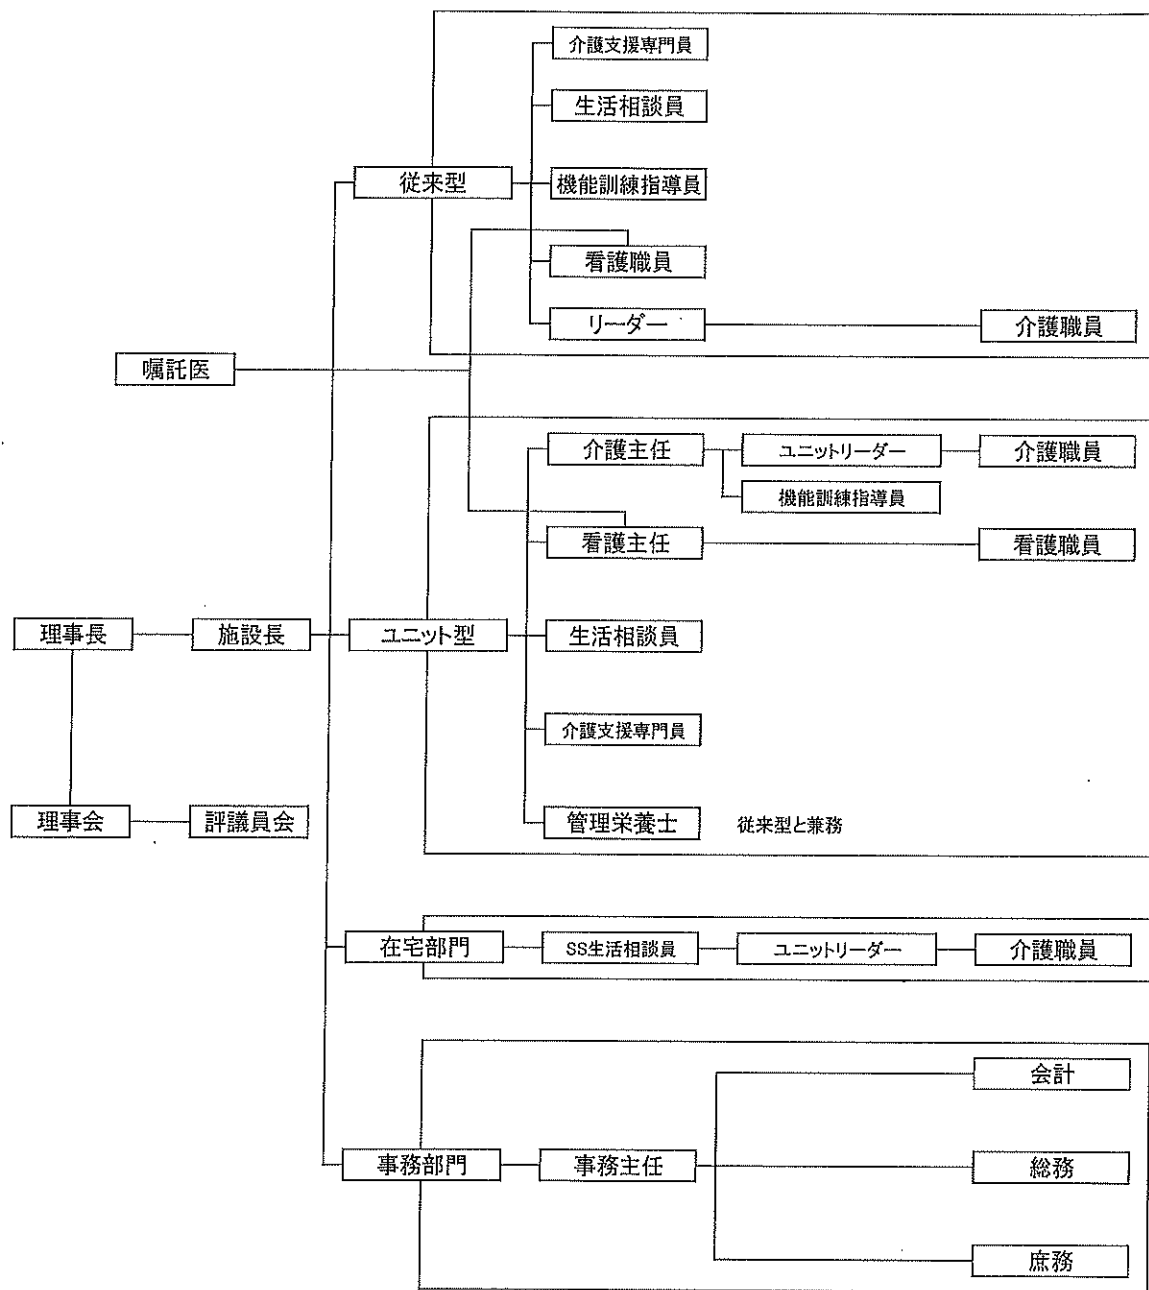 介護支援専門員
生活相談員
従来型
機能訓練指導員
看護職員
リーダー
介護職員
嘱託医
介護主任
ユニットリーダー
介護職員
機能訓練指導員
看護主任
看護職員
理事長
施設長
ユニット型
生活相談員
介護支援専門員
理事会
評議員会
管理栄養士
従来型と兼務
在宅部門
SS生活相談員
ユニットリーダー
介護職員
会計
事務部門
事務主任
総務
庶務